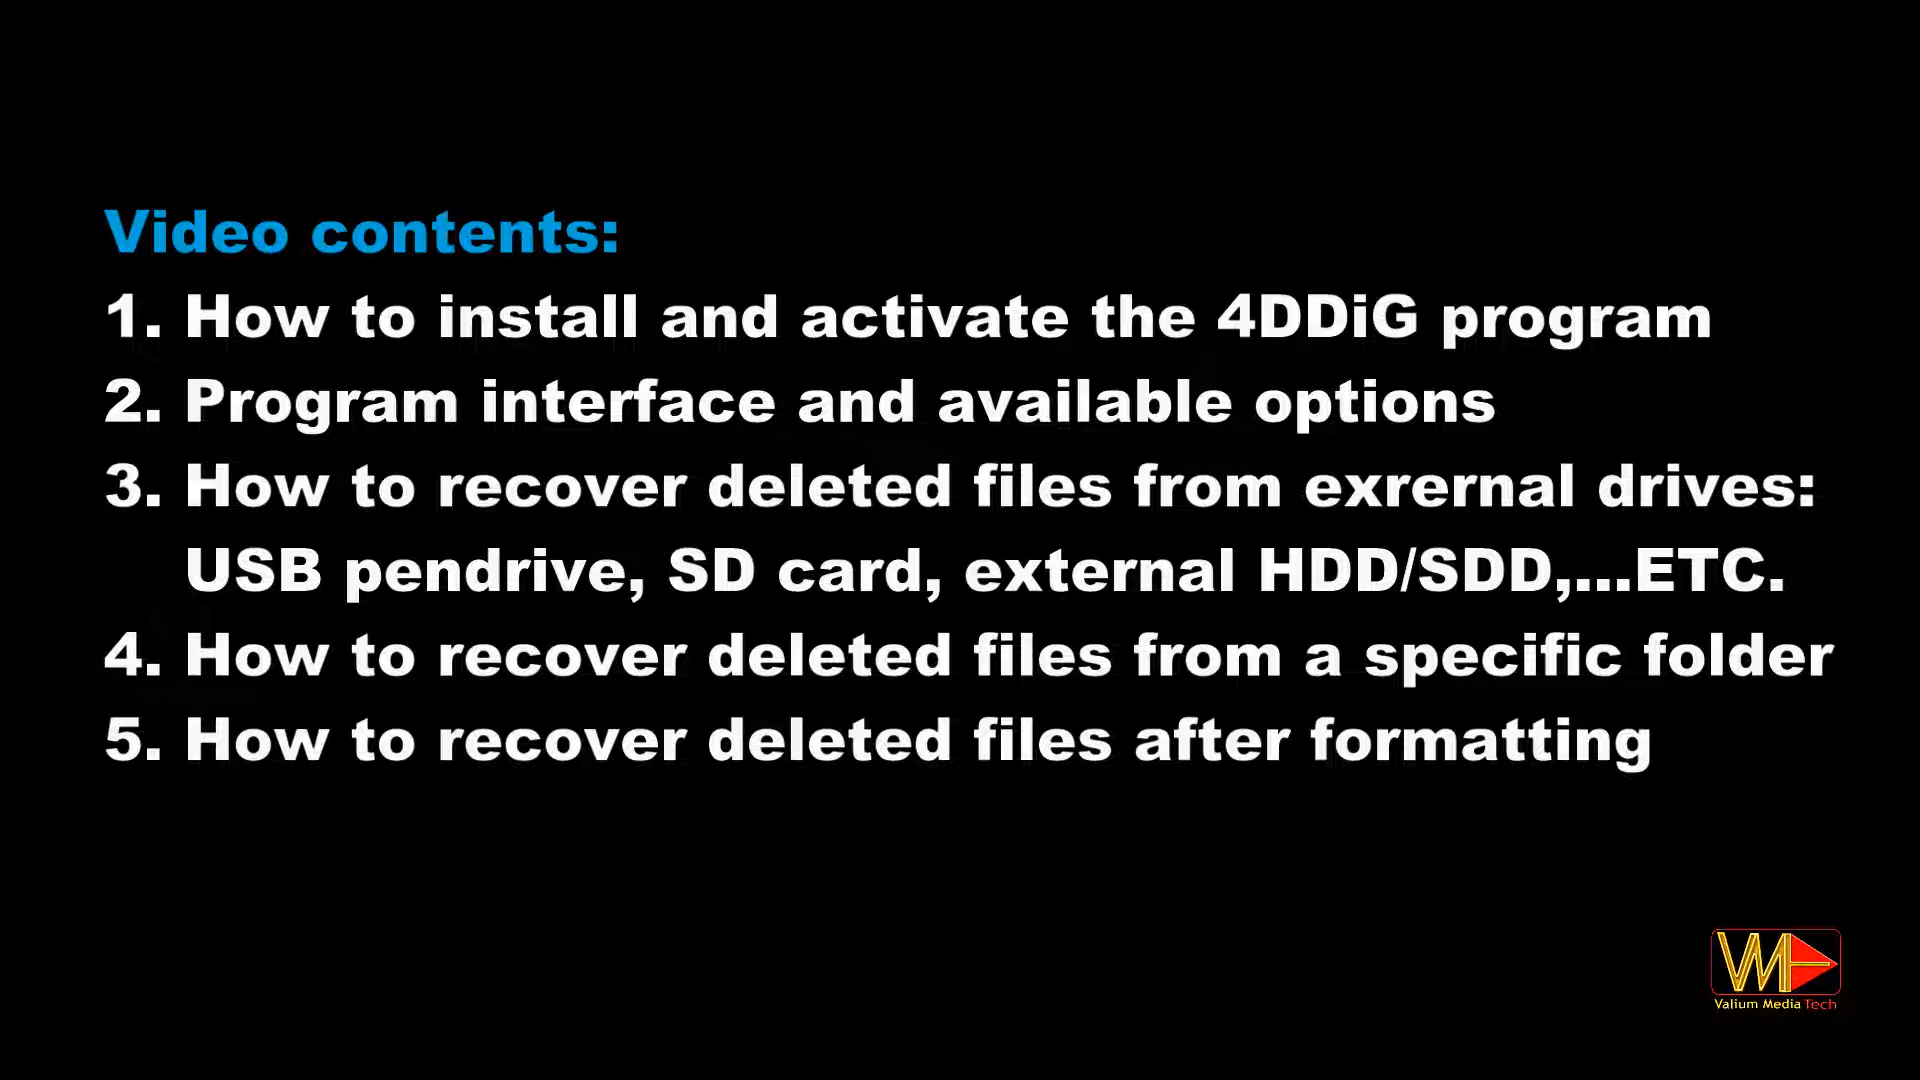 Video contents:
1. How to install and activate the 4DDiG program
2. Program interface and available options
3. How to recover deleted files from exrernal drives:
USB pendrive, SD card, external HDD/SDD,...ETC.
4. How to recover deleted files from a specific folder
5. How to recover deleted files after formatting
Valium Media Tech